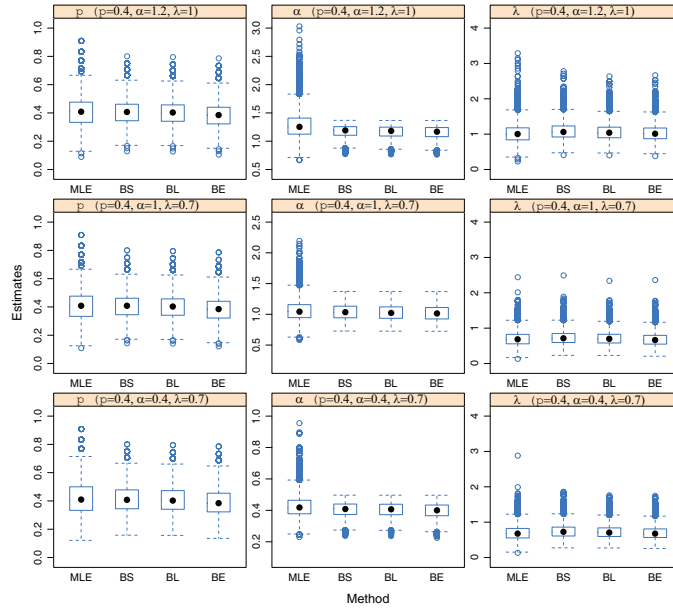 p (p=0.4, α=1.2, λ=1)
α (p=0.4, α=1.2, λ=1)
λ (p=0.4, α=1.2, λ=1)
0.0 0.2 0.4 0.6 0.8 1.0
0.5 1.0 1.5 2.0 2.5 3.0
0 1 2 3 4
MLE BS BL BE
MLE BS BL BE
MLE BS BL BE
p (p=0.4, α=1, λ=0.7)
α (p=0.4, α=1, λ=0.7)
λ (p=0.4, α=1, λ=0.7)
Estimates
0.0 0.2 0.4 0.6 0.8 1.0
0.5 1.0 1.5 2.0 2.5
0 1 2 3 4
MLE BS BL BE
MLE BS BL BE
MLE BS BL BE
p (p=0.4, α=0.4, λ=0.7)
α (p=0.4, α=0.4, λ=0.7)
λ (p=0.4, α=0.4, λ=0.7)
0.0 0.2 0.4 0.6 0.8 1.0
0.2 0.4 0.6 0.8 1.0
0 1 2 3 4
MLE BS BL BE
MLE BS BL BE
MLE BS BL BE
Method